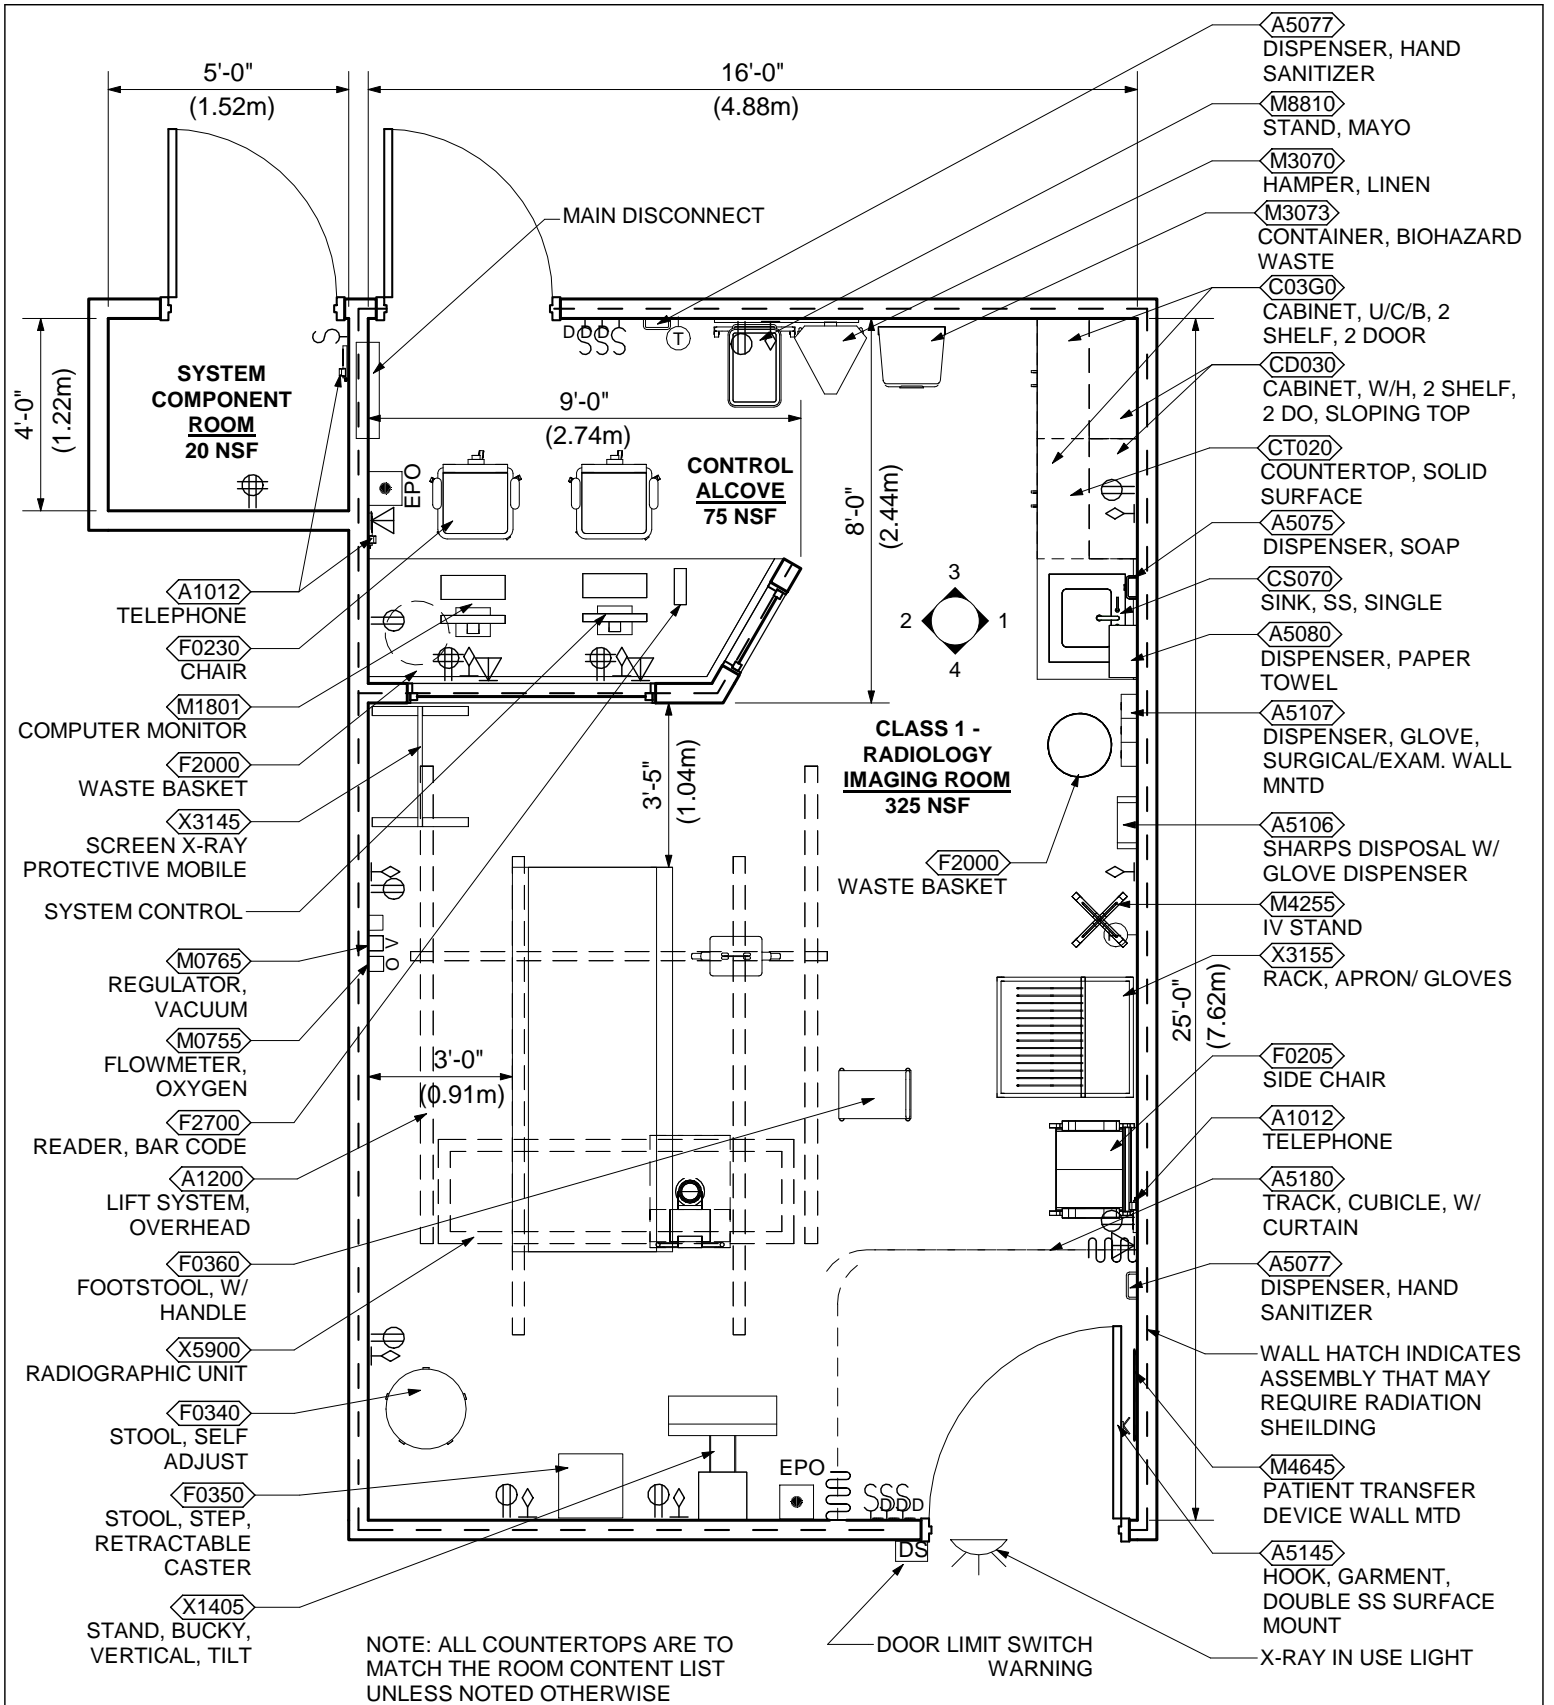 5'-0"
(1.52m)
16'-0"
(4.88m)
A5077
DISPENSER, HAND
SANITIZER
M8810
STAND, MAYO
M3070
HAMPER, LINEN
M3073
CONTAINER, BIOHAZARD
WASTE
C03G0
CABINET, U/C/B, 2
SHELF, 2 DOOR
CD030
CABINET, W/H, 2 SHELF,
2 DO, SLOPING TOP
CT020
COUNTERTOP, SOLID
SURFACE
A5075
DISPENSER, SOAP
CS070
SINK, SS, SINGLE
A5080
DISPENSER, PAPER
TOWEL
A5107
DISPENSER, GLOVE,
SURGICAL/EXAM. WALL
MNTD
A5106
SHARPS DISPOSAL W/
GLOVE DISPENSER
M4255
IV STAND
X3155
RACK, APRON/ GLOVES
F0205
SIDE CHAIR
A1012
TELEPHONE
A5180
TRACK, CUBICLE, W/
CURTAIN
A5077
DISPENSER, HAND
SANITIZER
WALL HATCH INDICATES
ASSEMBLY THAT MAY
REQUIRE RADIATION
SHEILDING
M4645
PATIENT TRANSFER
DEVICE WALL MTD
A5145
HOOK, GARMENT,
DOUBLE SS SURFACE
MOUNT
X-RAY IN USE LIGHT
MAIN DISCONNECT
4'-0"
(1.22m)
SYSTEM
COMPONENT
ROOM
20 NSF
S
DDD
SSS
T
9'-0"
(2.74m)
EPO
CONTROL
ALCOVE
75 NSF
8'-0"
(2.44m)
3
2
1
4
CLASS 1 -
RADIOLOGY
IMAGING ROOM
325 NSF
3'-5"
(1.04m)
F2000
WASTE BASKET
25'-0"
(7.62m)
V
O
3'-0"
(0.91m)
EPO
SSS
DDD
DS
K
A1012
TELEPHONE
F0230
CHAIR
M1801
COMPUTER MONITOR
F2000
WASTE BASKET
X3145
SCREEN X-RAY
PROTECTIVE MOBILE
SYSTEM CONTROL
M0765
REGULATOR,
VACUUM
M0755
FLOWMETER,
OXYGEN
F2700
READER, BAR CODE
A1200
LIFT SYSTEM,
OVERHEAD
F0360
FOOTSTOOL, W/
HANDLE
X5900
RADIOGRAPHIC UNIT
F0340
STOOL, SELF
ADJUST
F0350
STOOL, STEP,
RETRACTABLE
CASTER
X1405
STAND, BUCKY,
VERTICAL, TILT
NOTE: ALL COUNTERTOPS ARE TO
MATCH THE ROOM CONTENT LIST
UNLESS NOTED OTHERWISE
DOOR LIMIT SWITCH
WARNING